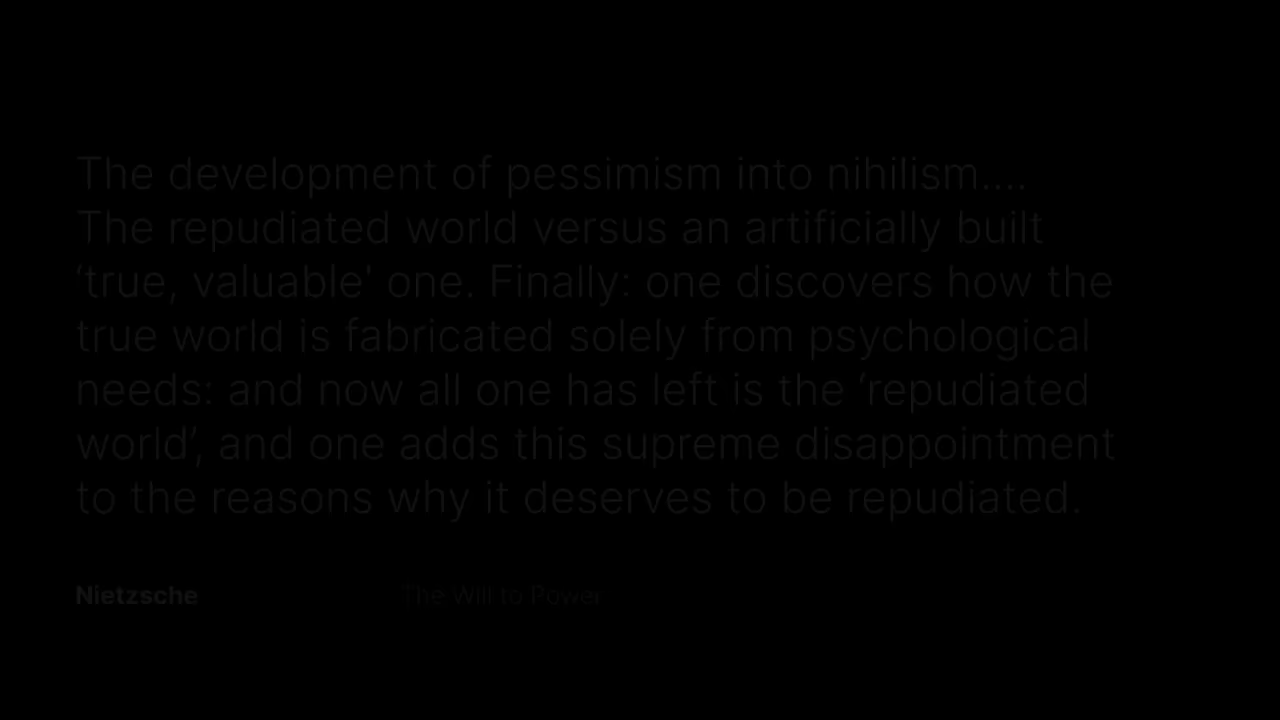 The development of pessimism into nihilism....
The repudiated world versus an artificially built
‘true, valuable' one. Finally: one discovers how the
true world is fabricated solely from psychological
needs: and now all one has left is the ‘repudiated
world’, and one adds this supreme disappointment
to the reasons why it deserves to be repudiated.
Nietzsche The Will to Power